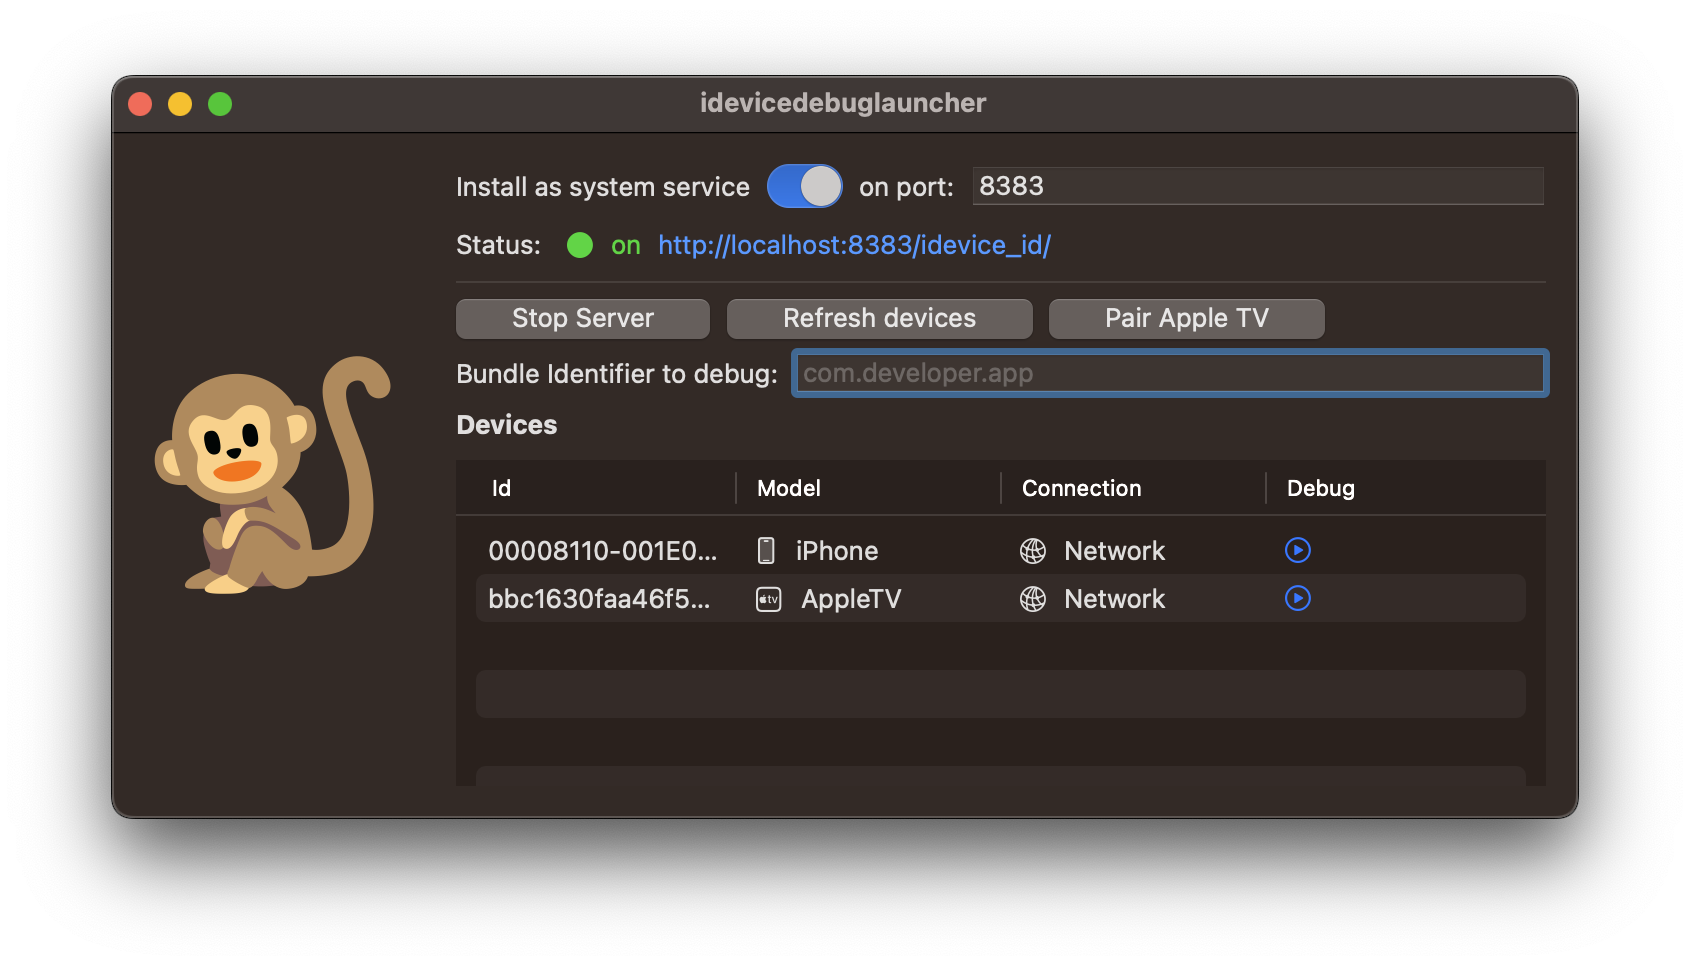 idevicedebuglauncher
Install as system service on port: 8383
Status: on http://localhost:8383/idevice_id/
Stop Server Refresh devices Pair Apple TV
Bundle Identifier to debug: com.developer.app
Devices
Id Model Connection Debug
00008110-001E0... iPhone Network
bbc1630faa46f5... tv AppleTV Network